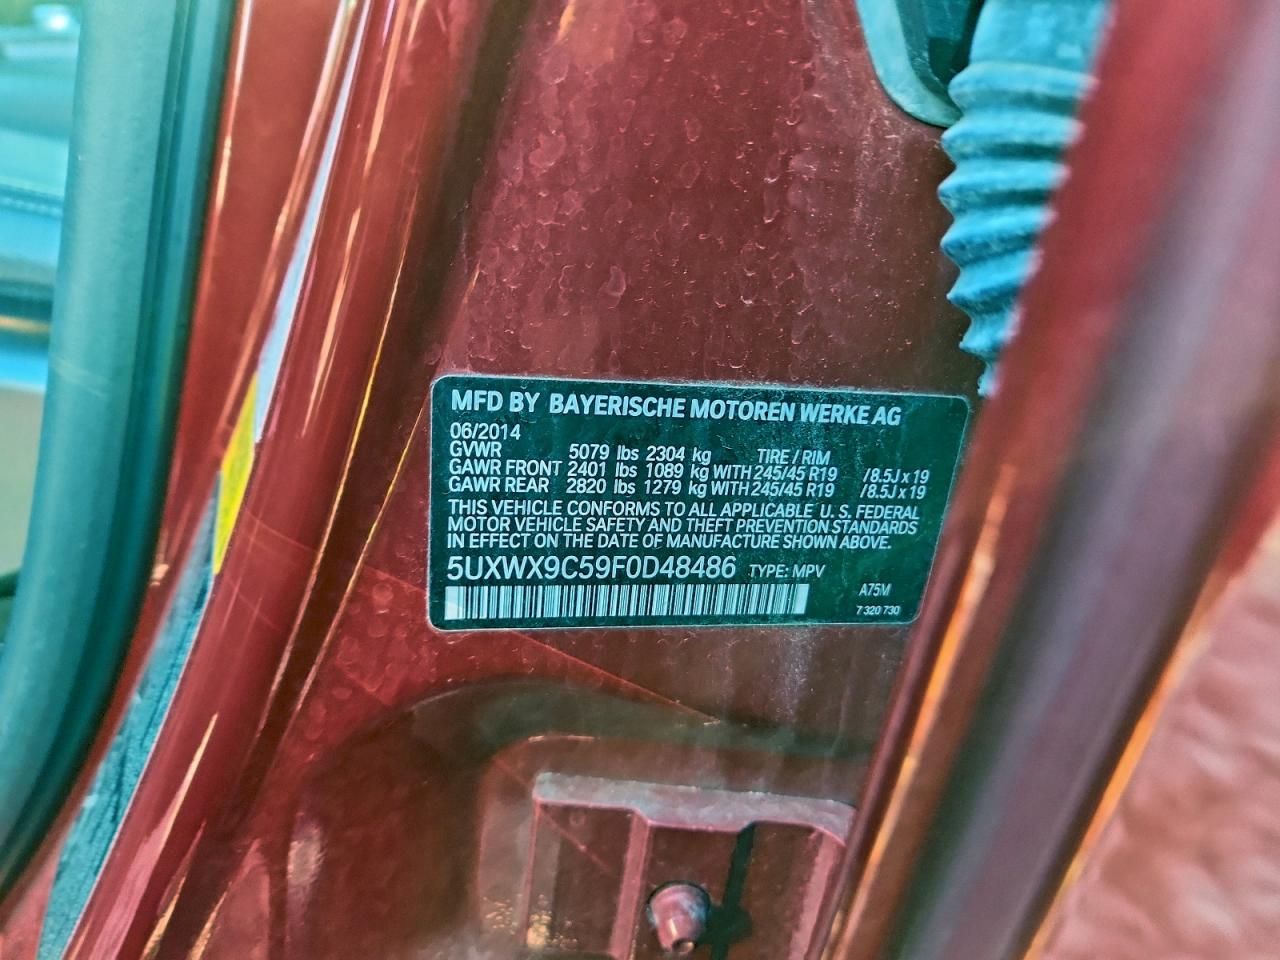 MFD BY BAYERISCHE MOTOREN WERKE AG
06/2014
GVWR 5079 lbs 2304 kg TIRE / RIM
GAWR FRONT 2401 lbs 1089 kg WITH 245/45 R19 /8.5J x 19
GAWR REAR 2820 lbs 1279 kg WITH 245/45 R19 /8.5J x 19
THIS VEHICLE CONFORMS TO ALL APPLICABLE U.S. FEDERAL
MOTOR VEHICLE SAFETY AND THEFT PREVENTION STANDARDS
IN EFFECT ON THE DATE OF MANUFACTURE SHOWN ABOVE.
5UXWX9C59F0D48486 TYPE: MPV
A75M
7 320 730